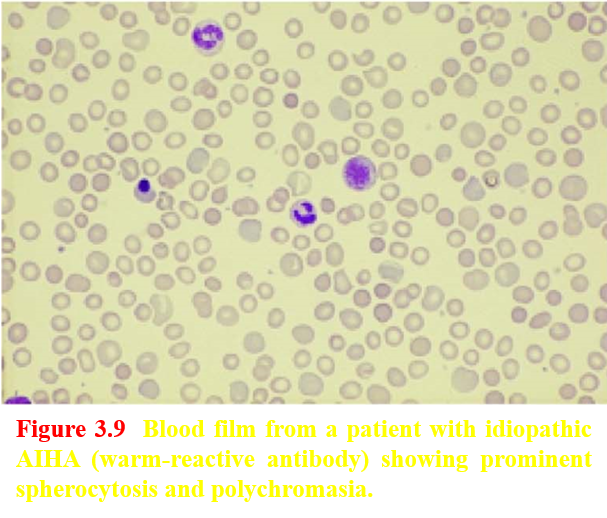 Figure 3.9 Blood film from a patient with idiopathic
AIHA (warm-reactive antibody) showing prominent
spherocytosis and polychromasia.